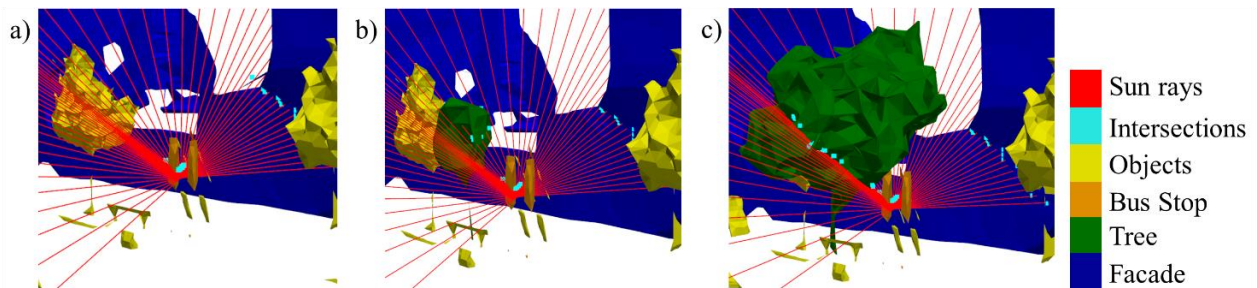 a)
b)
c)
Sun rays
Intersections
Objects
Bus Stop
Tree
Facade